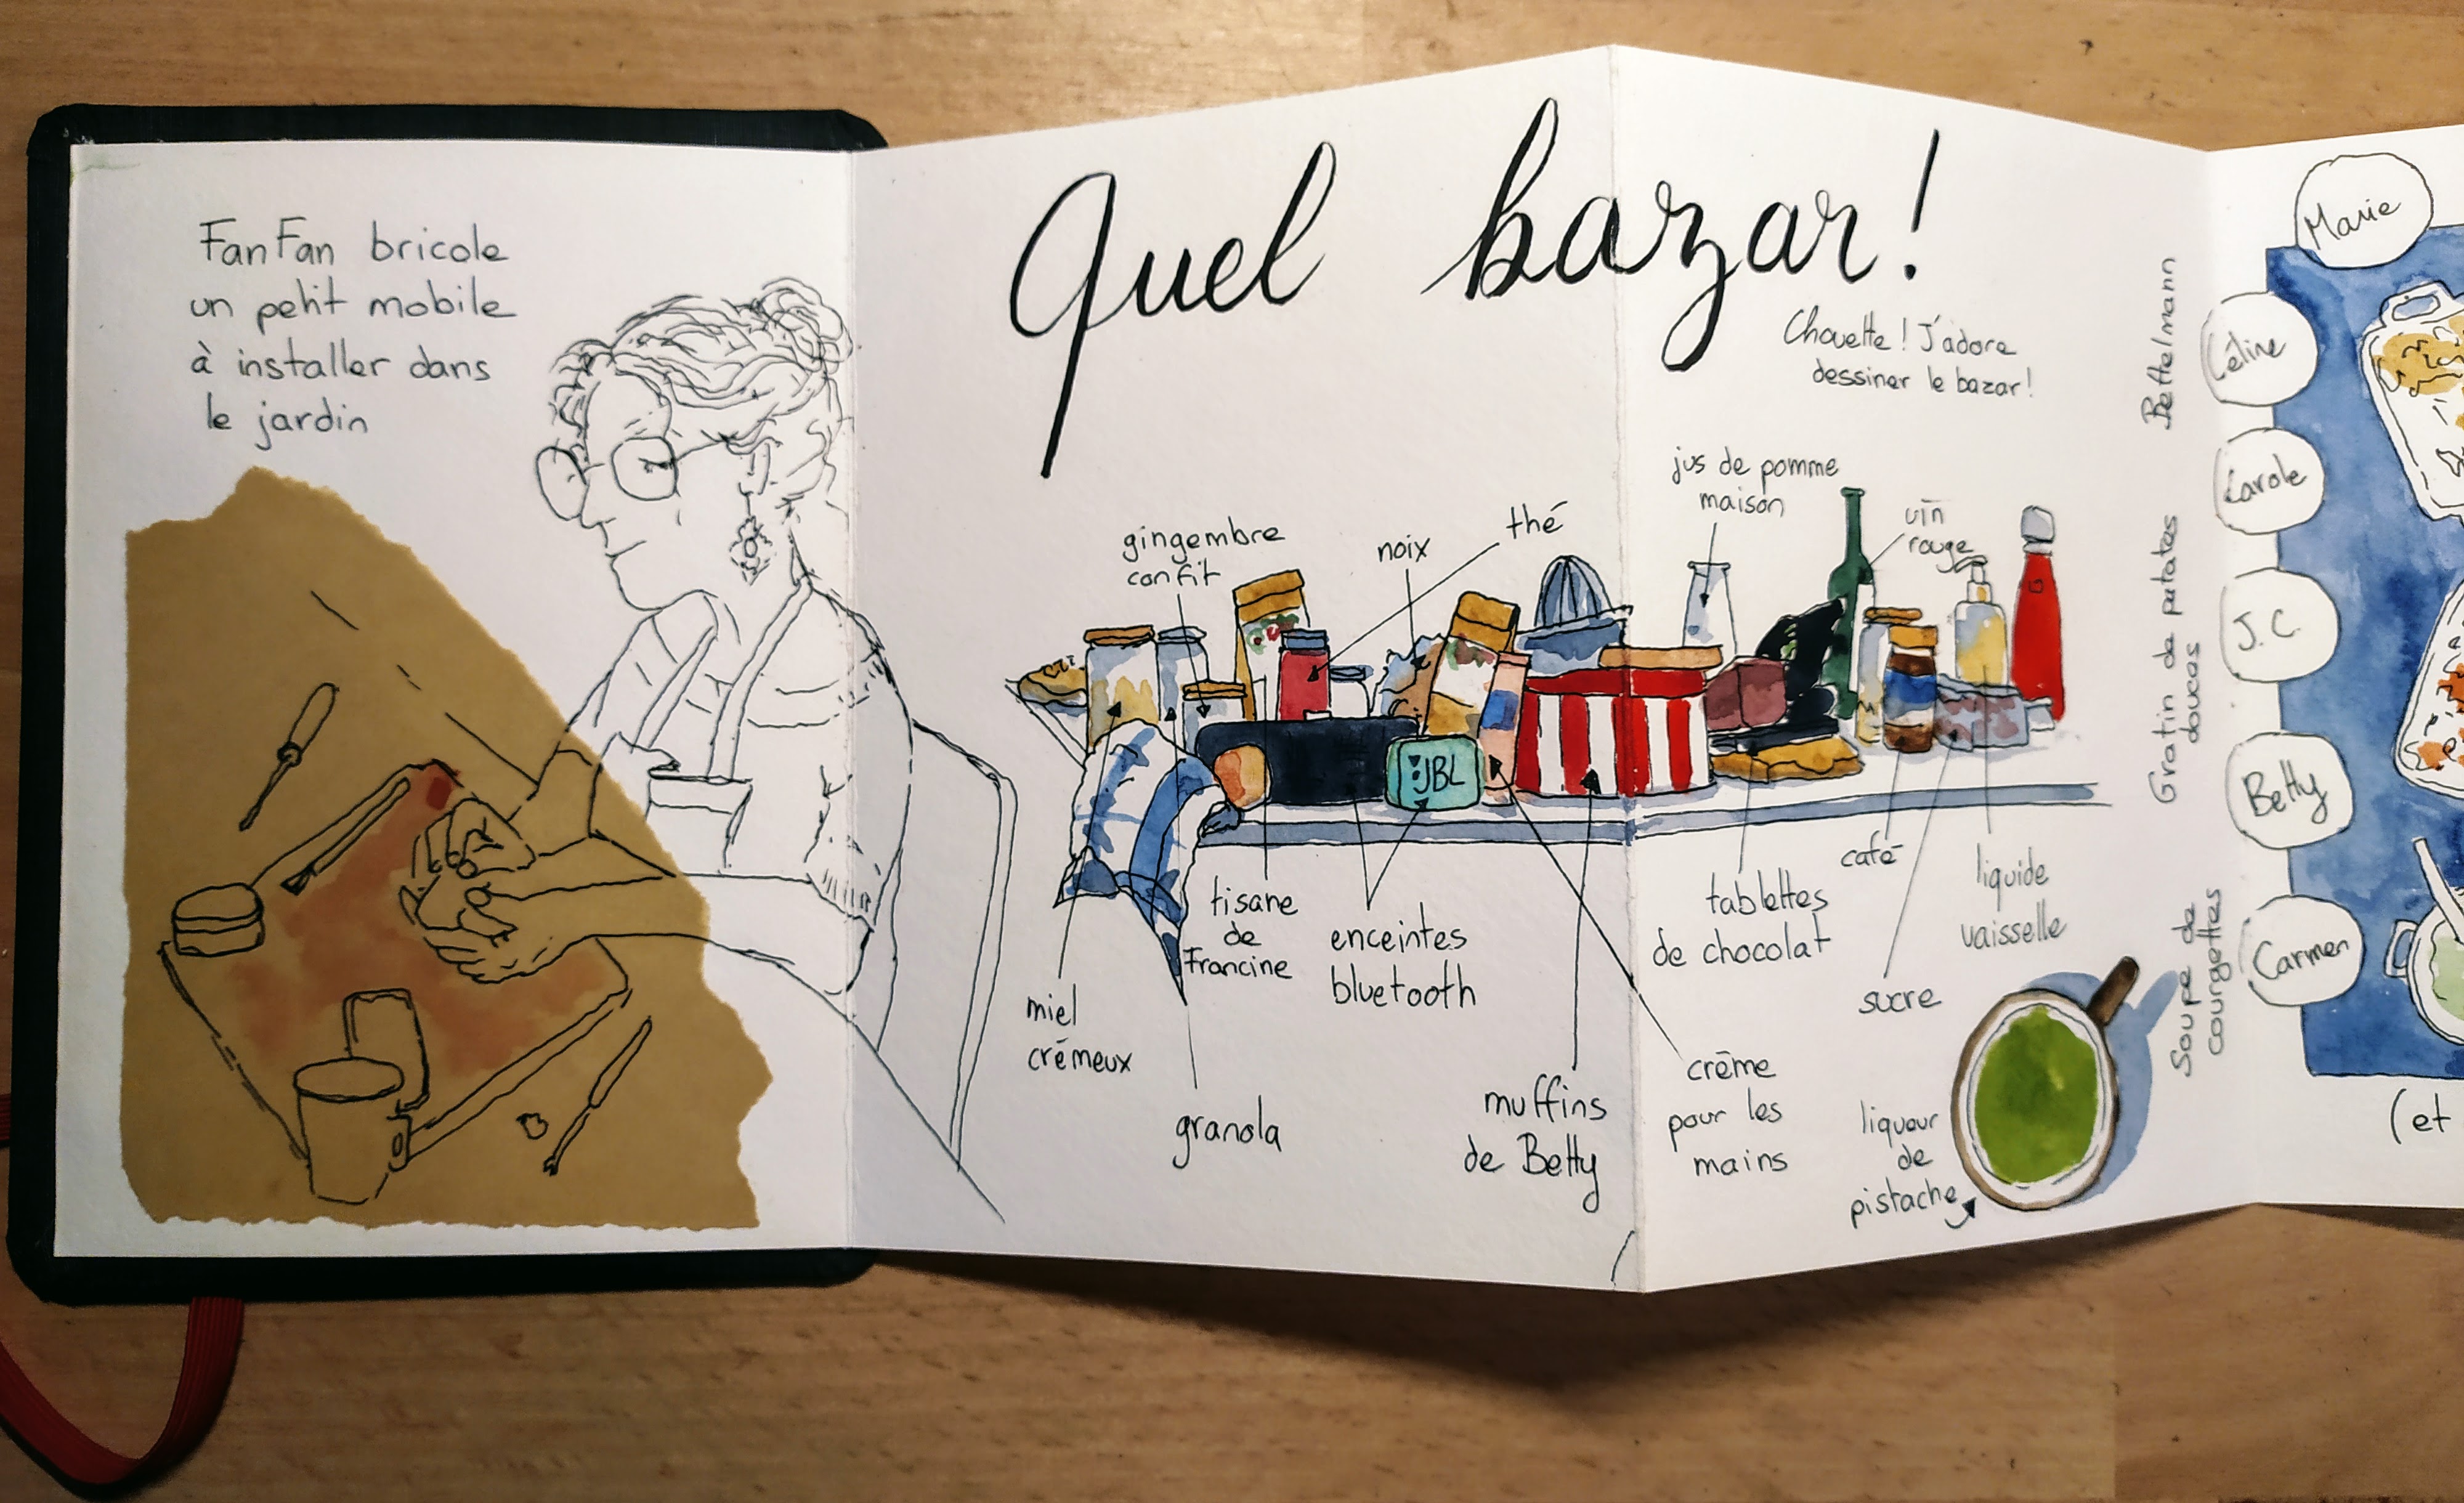 FanFan bricole
un petit mobile
à installer dans
le jardin
Quel bazar!
Chouette! J'adore
dessiner le bazar!
gingembre
confit
noix
thé
jus de pomme
maison
vin
rouge
JBL
miel
crémeux
granola
tisane
de
Francine
enceintes
bluetooth
muffins
de Betty
crème
pour les
mains
tablettes
de chocolat
café
sucre
liquide
vaisselle
liqueur
de
pistache
Bettelmann
Gratin de patates
douces
Soupe de
courgettes
Marie
Céline
Carole
J.C.
Betty
Carmen
(et